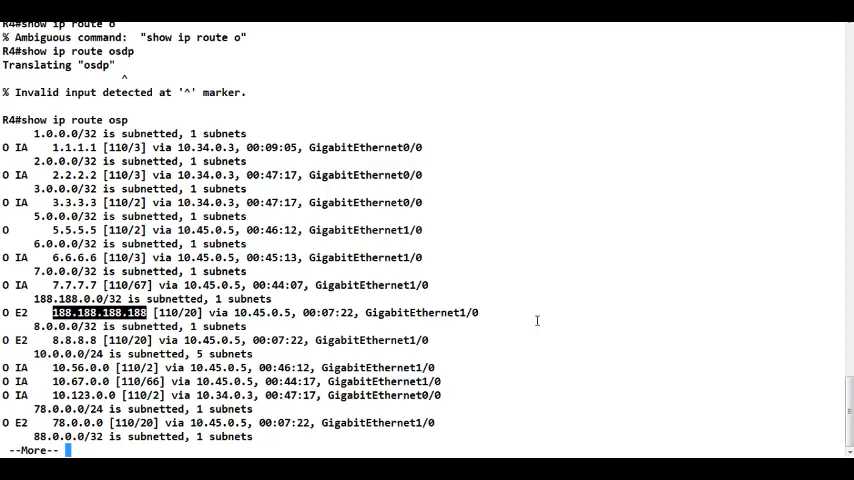 R4#show ip route o
% Ambiguous command:  "show ip route o"
R4#show ip route osdp
Translating "osdp"
^
% Invalid input detected at '^' marker.
R4#show ip route osp
1.0.0.0/32 is subnetted, 1 subnets
O IA    1.1.1.1 [110/3] via 10.34.0.3, 00:09:05, GigabitEthernet0/0
2.0.0.0/32 is subnetted, 1 subnets
O IA    2.2.2.2 [110/3] via 10.34.0.3, 00:47:17, GigabitEthernet0/0
3.0.0.0/32 is subnetted, 1 subnets
O IA    3.3.3.3 [110/2] via 10.34.0.3, 00:47:17, GigabitEthernet0/0
5.0.0.0/32 is subnetted, 1 subnets
O       5.5.5.5 [110/2] via 10.45.0.5, 00:46:12, GigabitEthernet1/0
6.0.0.0/32 is subnetted, 1 subnets
O IA    6.6.6.6 [110/3] via 10.45.0.5, 00:45:13, GigabitEthernet1/0
7.0.0.0/32 is subnetted, 1 subnets
O IA    7.7.7.7 [110/67] via 10.45.0.5, 00:44:07, GigabitEthernet1/0
188.188.0.0/32 is subnetted, 1 subnets
O E2    188.188.188.188 [110/20] via 10.45.0.5, 00:07:22, GigabitEthernet1/0
8.0.0.0/32 is subnetted, 1 subnets
O E2    8.8.8.8 [110/20] via 10.45.0.5, 00:07:22, GigabitEthernet1/0
10.0.0.0/24 is subnetted, 5 subnets
O IA    10.56.0.0 [110/2] via 10.45.0.5, 00:46:12, GigabitEthernet1/0
O IA    10.67.0.0 [110/66] via 10.45.0.5, 00:44:17, GigabitEthernet1/0
O IA    10.123.0.0 [110/2] via 10.34.0.3, 00:47:17, GigabitEthernet0/0
78.0.0.0/24 is subnetted, 1 subnets
O E2    78.0.0.0 [110/20] via 10.45.0.5, 00:07:22, GigabitEthernet1/0
88.0.0.0/32 is subnetted, 1 subnets
--More--